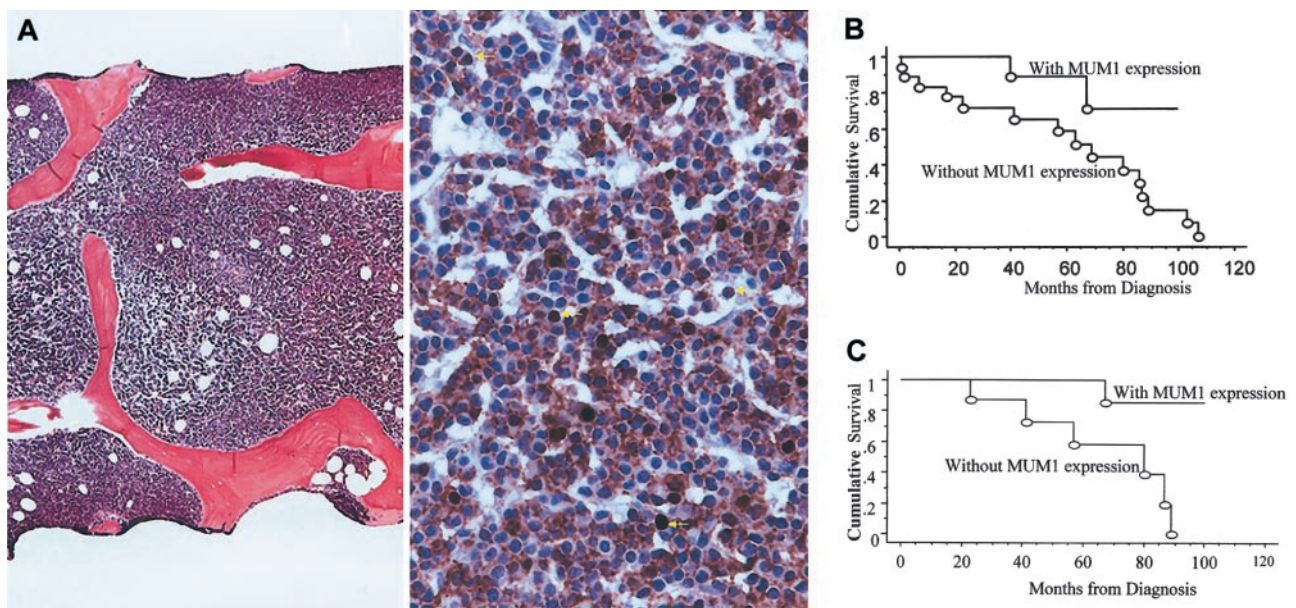 A
B
Cumulative Survival
1
.8
.6
.4
.2
0
With MUM1 expression
Without MUM1 expression
0 20 40 60 80 100 120
Months from Diagnosis
C
Cumulative Survival
1
.8
.6
.4
.2
0
With MUM1 expression
Without MUM1 expression
0 20 40 60 80 100 120
Months from Diagnosis